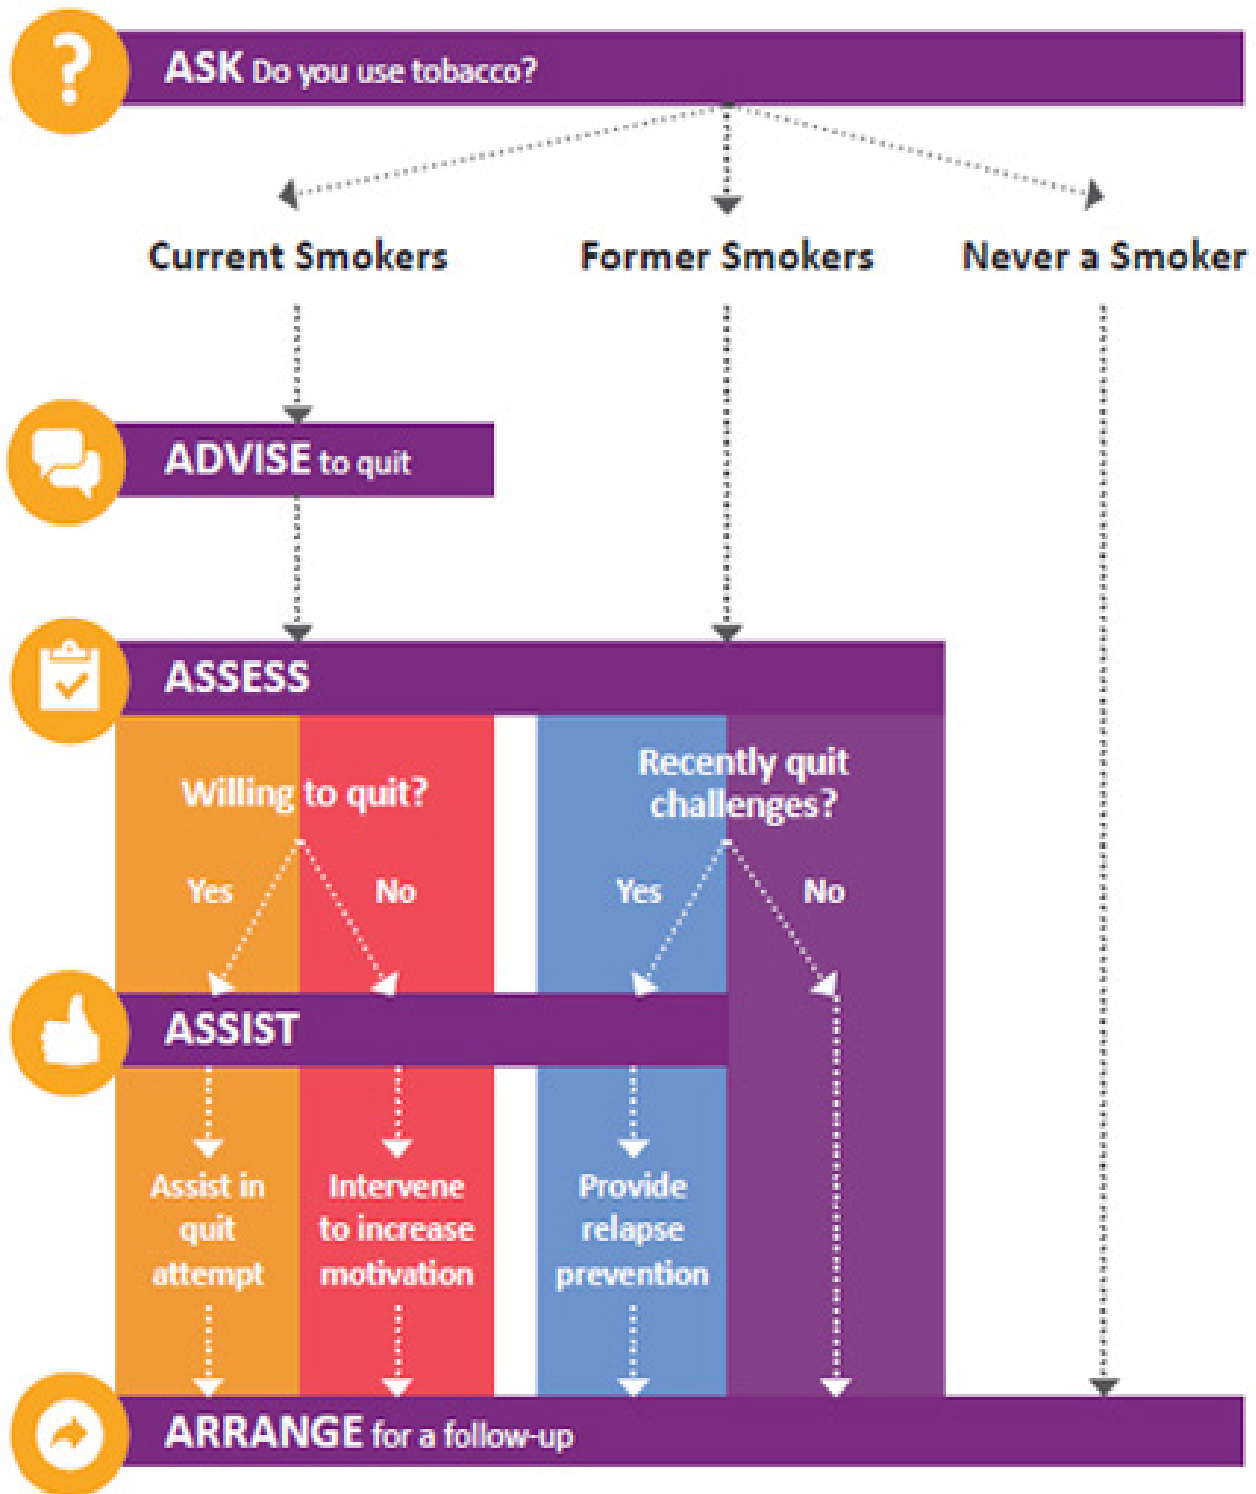 ?
ASK Do you use tobacco?
Current Smokers
Former Smokers
Never a Smoker
ADVISE to quit
ASSESS
Willing to quit?
Yes
No
Recently quit
challenges?
Yes
No
ASSIST
Assist in
quit
attempt
Intervene
to increase
motivation
Provide
relapse
prevention
ARRANGE for a follow-up